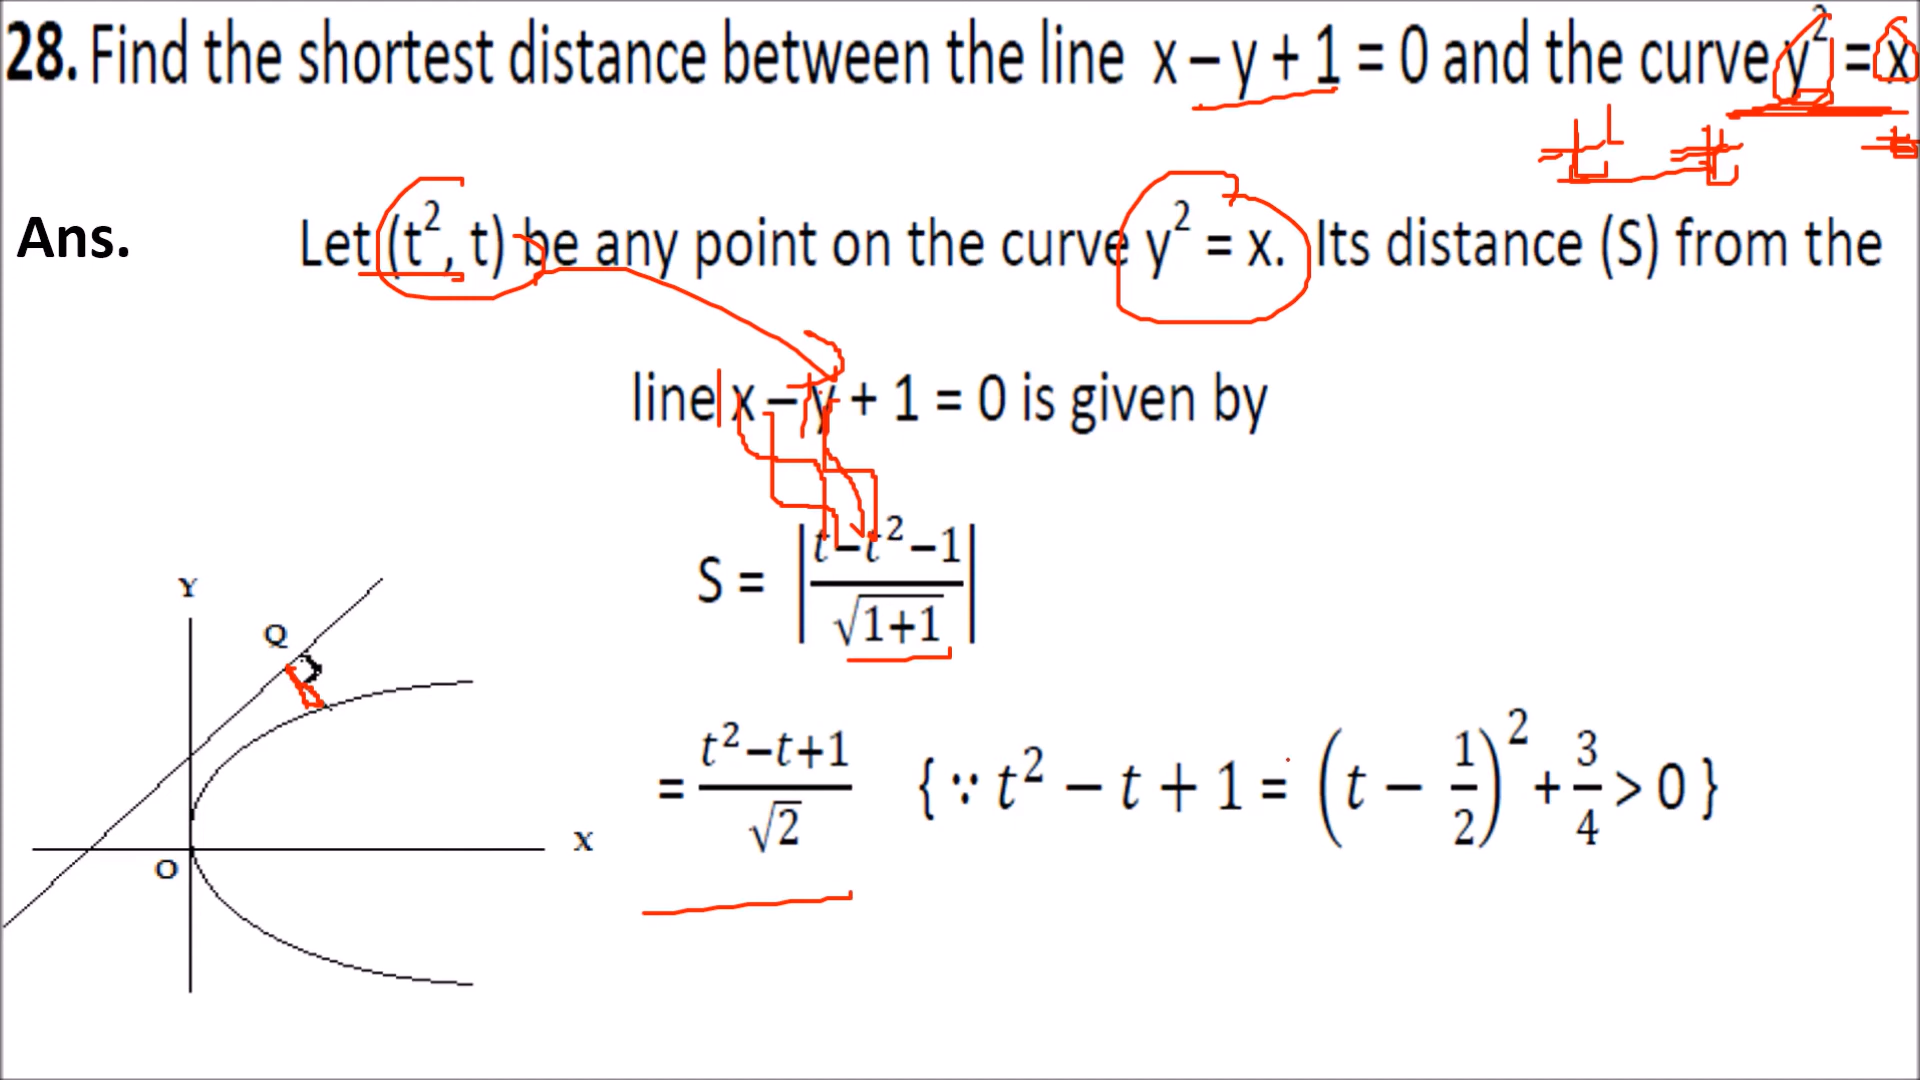 28. Find the shortest distance between the line x – y + 1 = 0 and the curve y² = x
Ans. Let (t², t) be any point on the curve y² = x. Its distance (S) from the
line x – y + 1 = 0 is given by
S = |(t−t²−1)/√(1+1)|
= (t²−t+1)/√2 { ∵ t² − t + 1 = (t − 1/2)² + 3/4 > 0 }
Y
Q
X
O